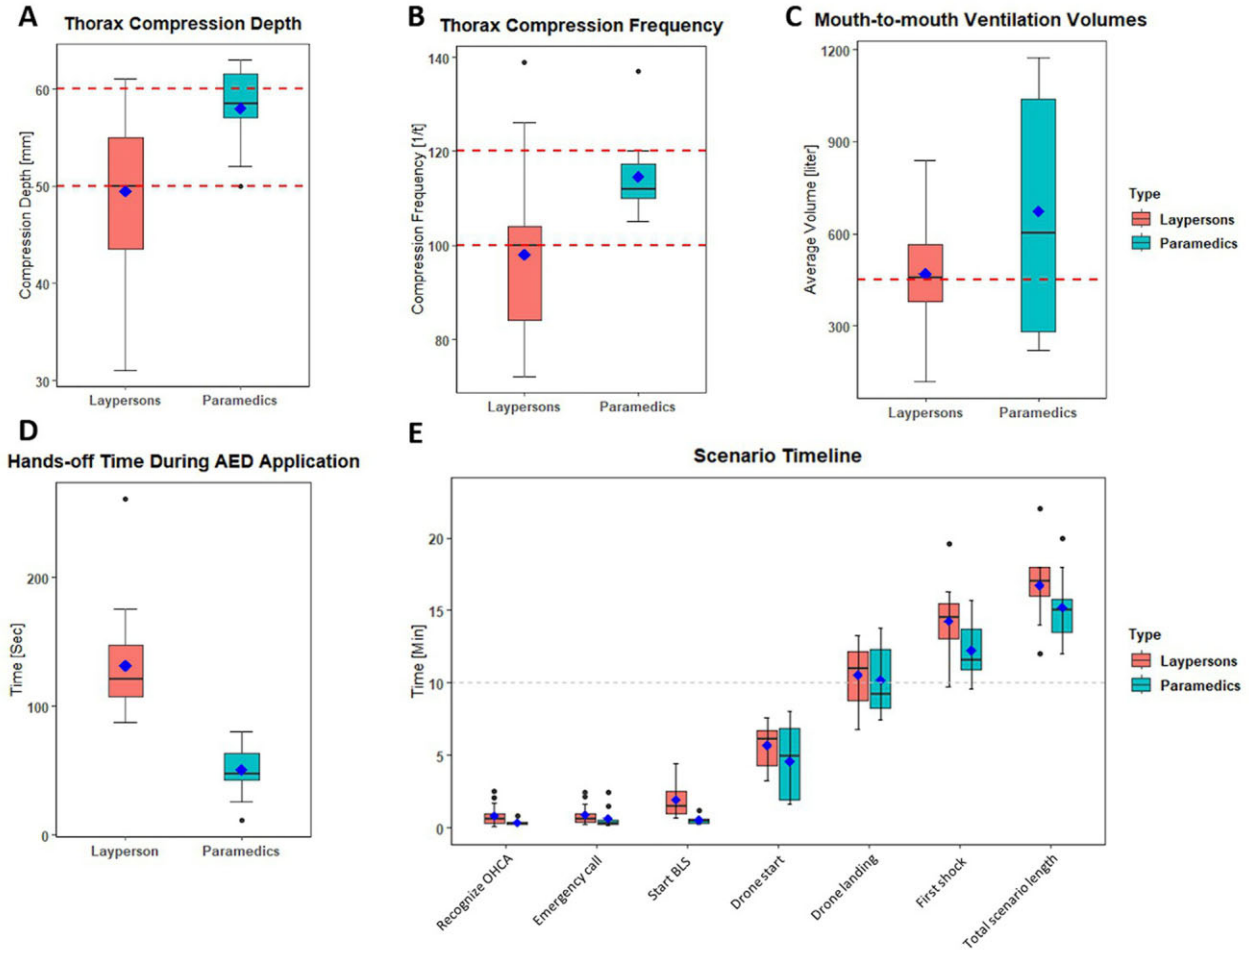 A
Thorax Compression Depth
Compression Depth [mm]
60
50
40
30
Laypersons
Paramedics
B
Thorax Compression Frequency
Compression Frequency [1/t]
140
120
100
80
Laypersons
Paramedics
C
Mouth-to-mouth Ventilation Volumes
Average Volume [liter]
1200
900
600
300
Laypersons
Paramedics
Type
Laypersons
Paramedics
D
Hands-off Time During AED Application
Time [Sec]
200
100
0
Layperson
Paramedics
E
Scenario Timeline
Time [Min]
20
15
10
5
0
Recognize OHCA
Emergency call
Start BLS
Drone start
Drone landing
First shock
Total scenario length
Type
Laypersons
Paramedics